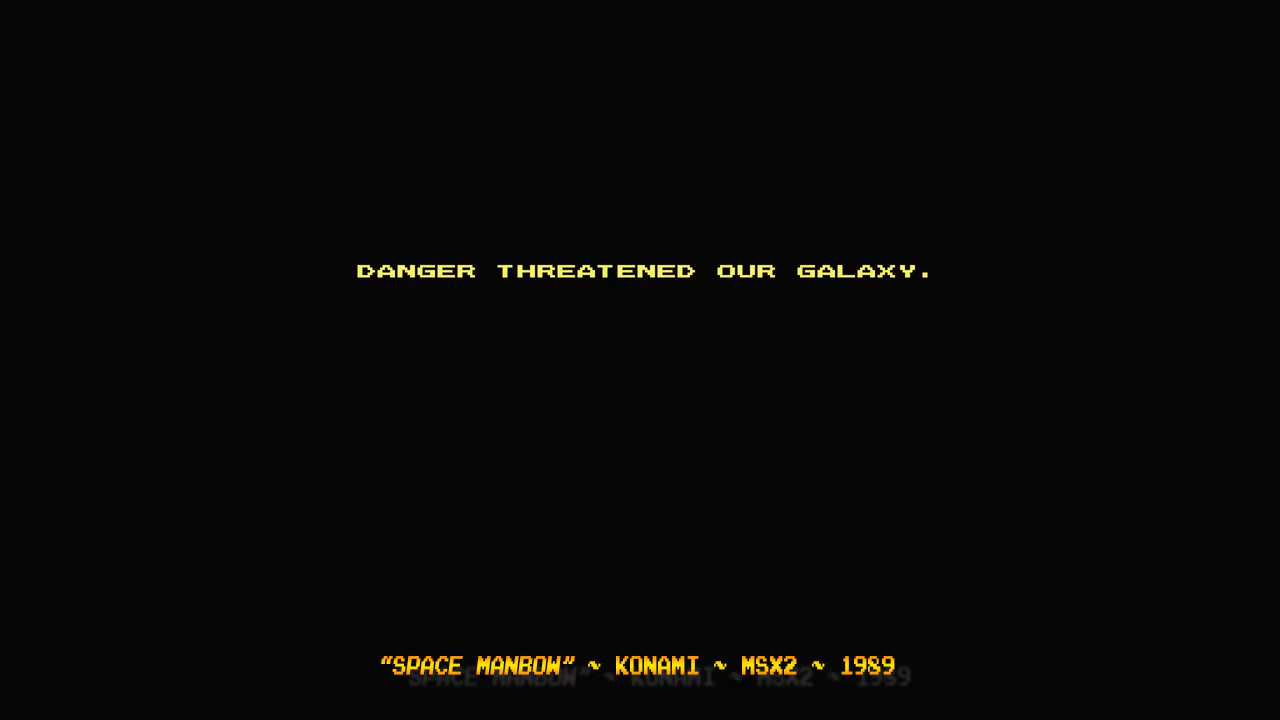 DANGER THREATENED OUR GALAXY.
"SPACE MANBOW" ~ KONAMI ~ MSX2 ~ 1989